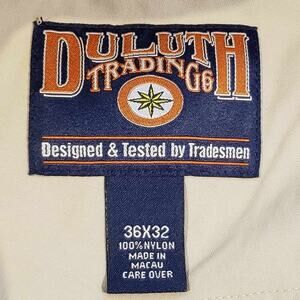 DULUTH
TRADING Co
Designed & Tested by Tradesmen
36X32
100% NYLON
MADE IN
MACAU
CARE OVER